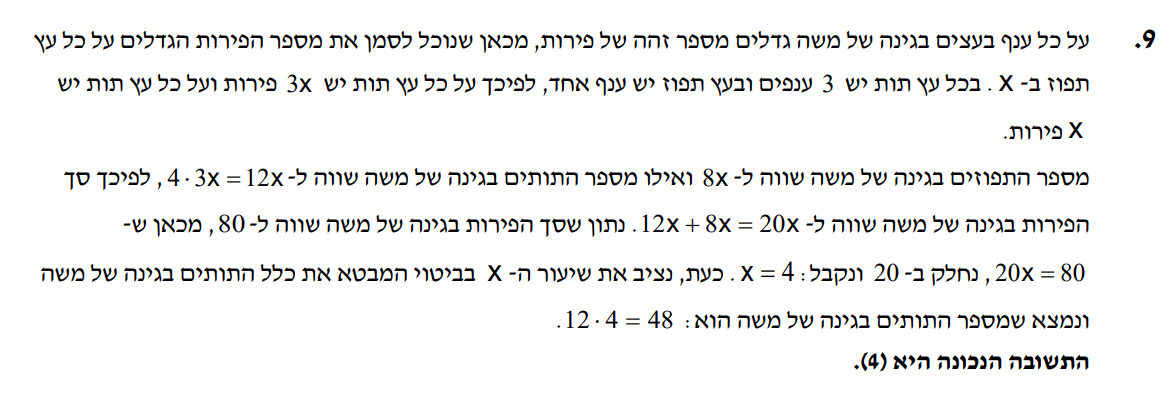 9. על כל ענף בעצים בגינה של משה גדלים מספר זהה של פירות, מכאן שנוכל לסמן את מספר הפירות הגדלים על כל עץ
תפוז ב- X . בכל עץ תות יש 3 ענפים ובעץ תפוז יש ענף אחד, לפיכך על כל עץ תות יש 3x פירות ועל כל עץ תות יש
X פירות.
מספר התפוזים בגינה של משה שווה ל- 8x ואילו מספר התותים בגינה של משה שווה ל- 4 · 3x = 12x , לפיכך סך
הפירות בגינה של משה שווה ל- 12x + 8x = 20x . נתון שסך הפירות בגינה של משה שווה ל- 80 , מכאן ש-
20x = 80 , נחלק ב- 20 ונקבל: x = 4 . כעת, נציב את שיעור ה- X בביטוי המבטא את כלל התותים בגינה של משה
ונמצא שמספר התותים בגינה של משה הוא: 12 · 4 = 48 .
התשובה הנכונה היא (4).